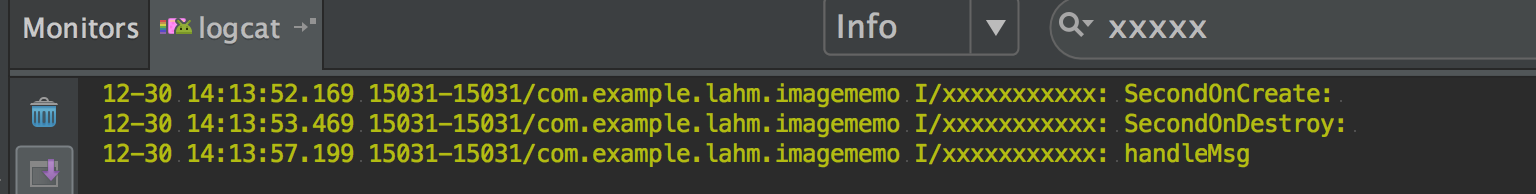 Monitors logcat Info xxxxx
12-30 14:13:52.169 15031-15031/com.example.lahm.imagememo I/xxxxxxxxxxx: SecondOnCreate:
12-30 14:13:53.469 15031-15031/com.example.lahm.imagememo I/xxxxxxxxxxx: SecondOnDestroy:
12-30 14:13:57.199 15031-15031/com.example.lahm.imagememo I/xxxxxxxxxxx: handleMsg